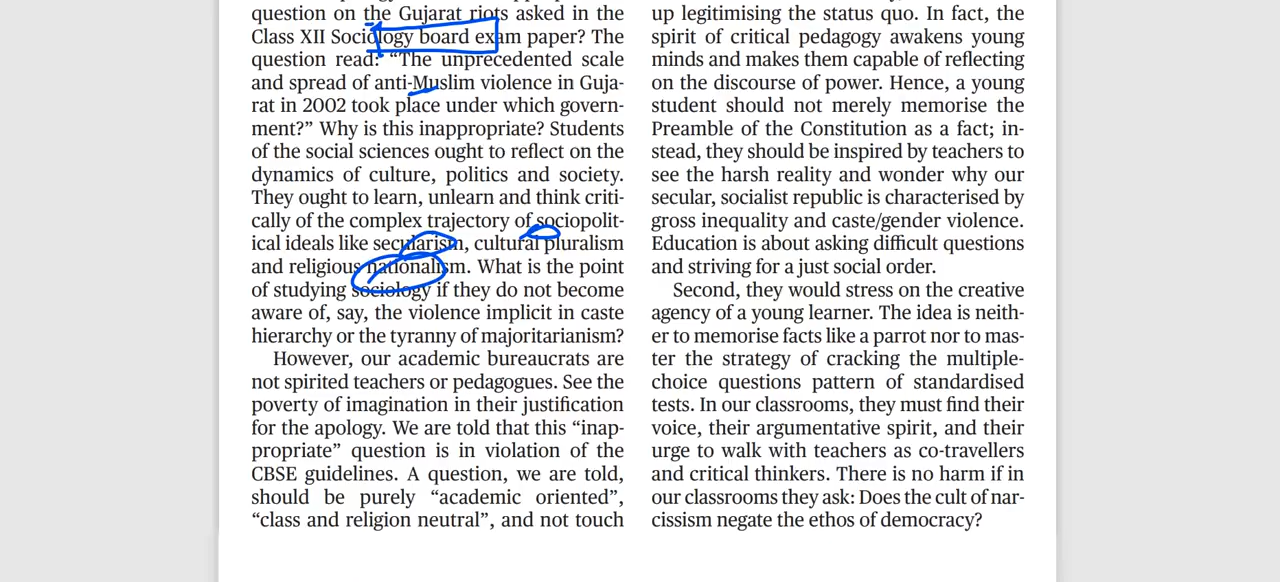 question on the Gujarat riots asked in the
Class XII Sociology board exam paper? The
question read: “The unprecedented scale
and spread of anti-Muslim violence in Guja-
rat in 2002 took place under which govern-
ment?” Why is this inappropriate? Students
of the social sciences ought to reflect on the
dynamics of culture, politics and society.
They ought to learn, unlearn and think criti-
cally of the complex trajectory of sociopolit-
ical ideals like secularism, cultural pluralism
and religious nationalism. What is the point
of studying sociology if they do not become
aware of, say, the violence implicit in caste
hierarchy or the tyranny of majoritarianism?
However, our academic bureaucrats are
not spirited teachers or pedagogues. See the
poverty of imagination in their justification
for the apology. We are told that this “inap-
propriate” question is in violation of the
CBSE guidelines. A question, we are told,
should be purely “academic oriented”,
“class and religion neutral”, and not touch
up legitimising the status quo. In fact, the
spirit of critical pedagogy awakens young
minds and makes them capable of reflecting
on the discourse of power. Hence, a young
student should not merely memorise the
Preamble of the Constitution as a fact; in-
stead, they should be inspired by teachers to
see the harsh reality and wonder why our
secular, socialist republic is characterised by
gross inequality and caste/gender violence.
Education is about asking difficult questions
and striving for a just social order.
Second, they would stress on the creative
agency of a young learner. The idea is neith-
er to memorise facts like a parrot nor to mas-
ter the strategy of cracking the multiple-
choice questions pattern of standardised
tests. In our classrooms, they must find their
voice, their argumentative spirit, and their
urge to walk with teachers as co-travellers
and critical thinkers. There is no harm if in
our classrooms they ask: Does the cult of nar-
cissism negate the ethos of democracy?